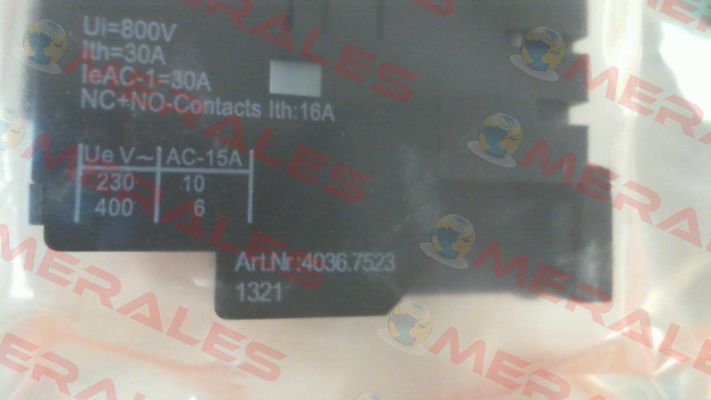 Ui=800V
Ith=30A
IeAC-1=30A
NC+NO-Contacts Ith:16A
Ue V~ AC-15A
230 10
400 6
Art.Nr:4036.7523
1321
MERALES
MERALES
MERALES
MERALES
MERALES
MERALES